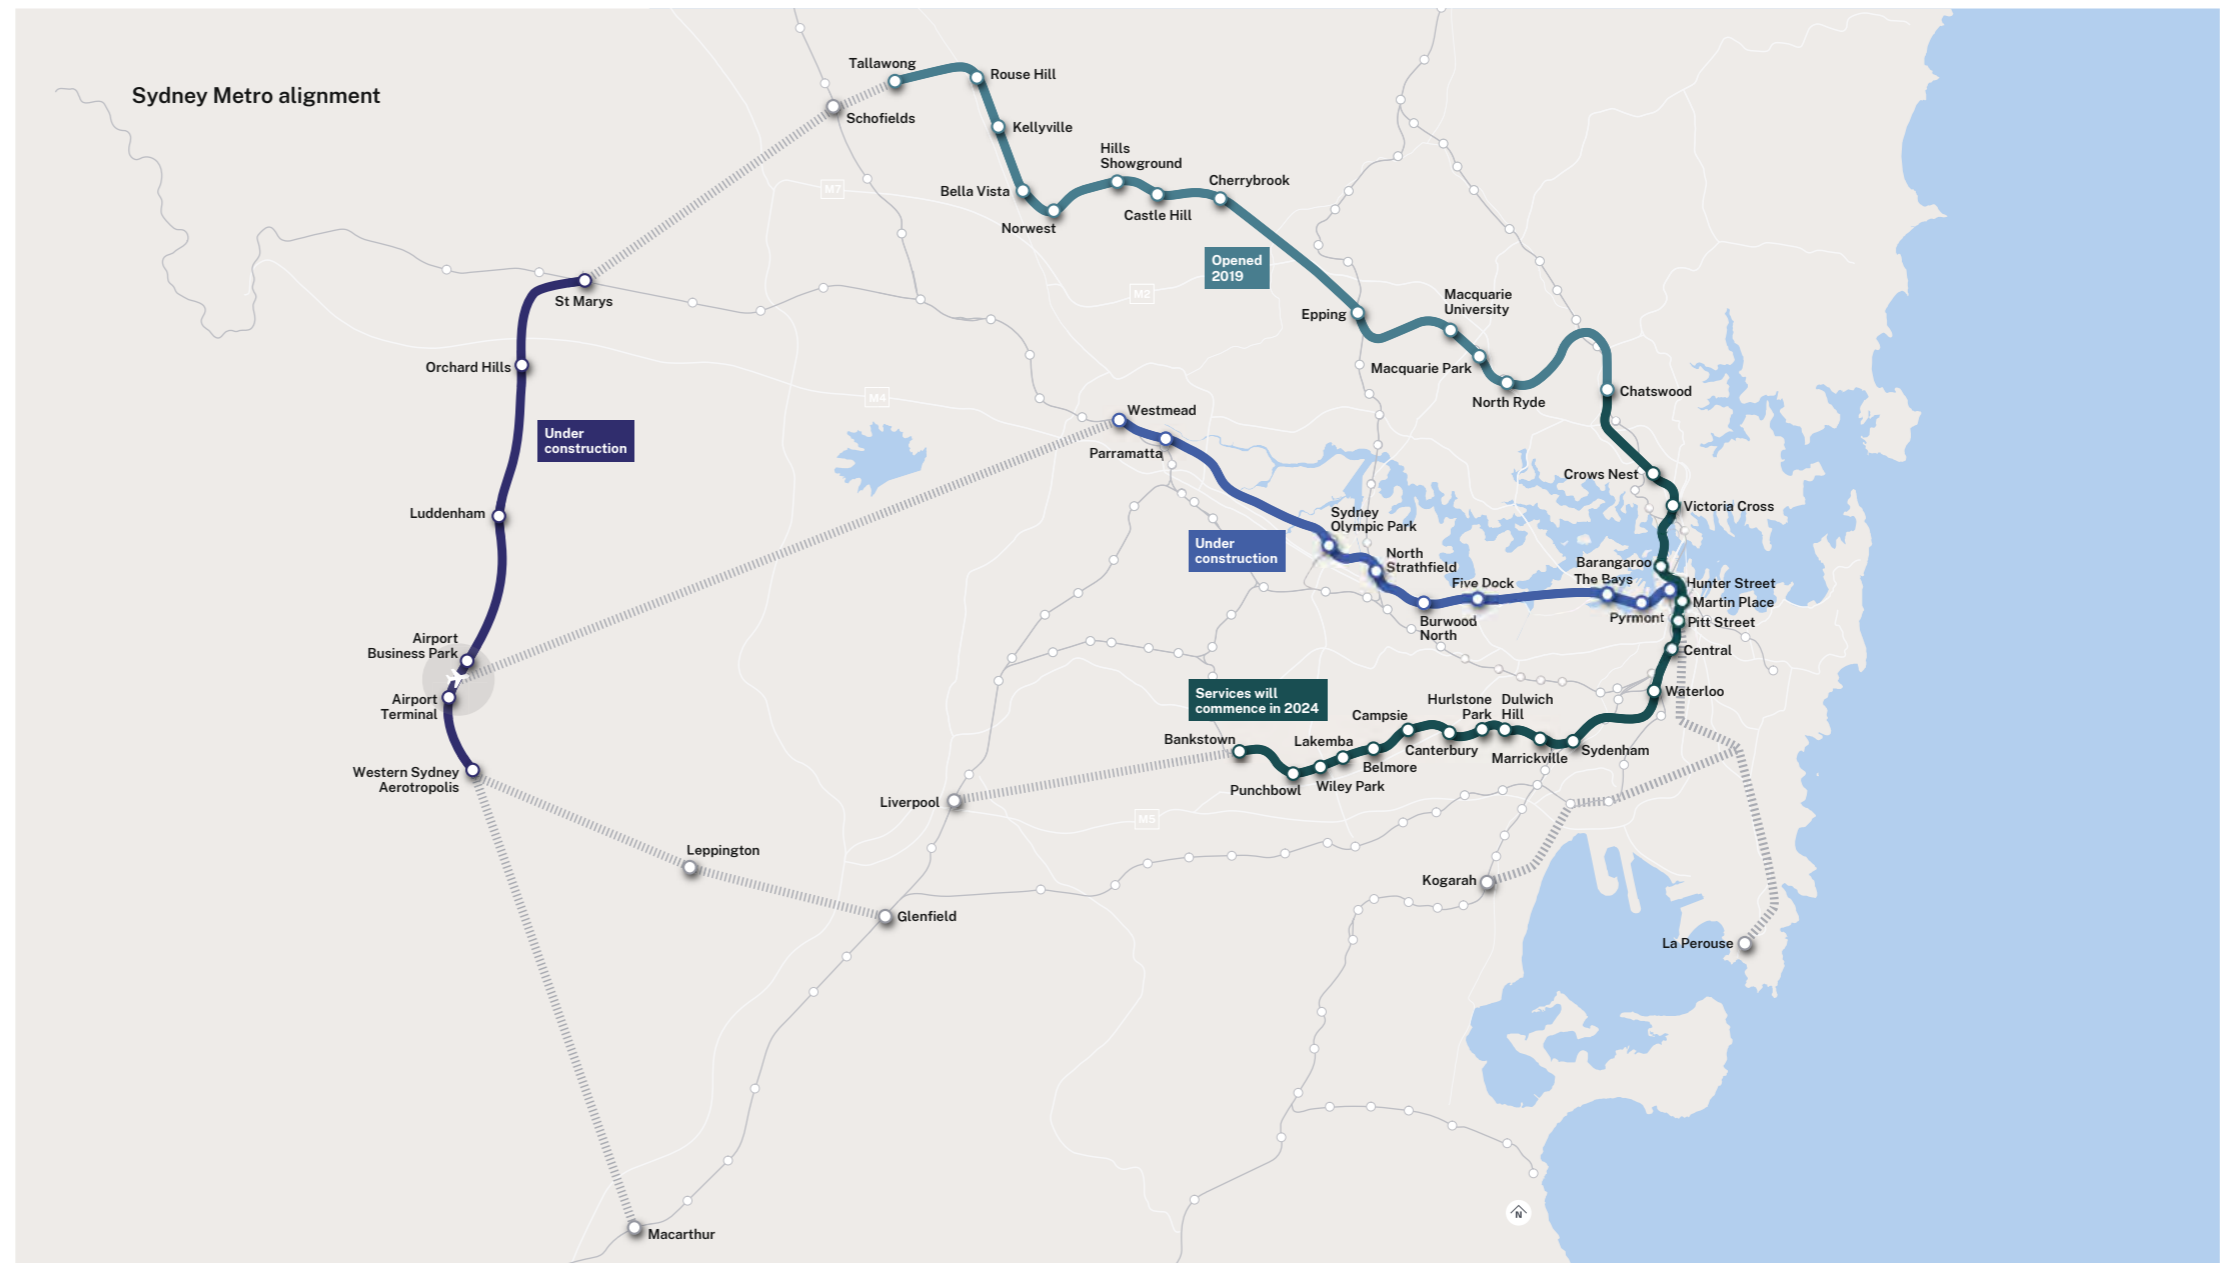 Sydney Metro alignment
Tallawong
Rouse Hill
Schofields
Kellyville
Hills
Showground
Cherrybrook
M7
Bella Vista
Castle Hill
Norwest
Opened
2019
St Marys
M2
Macquarie
University
Epping
Orchard Hills
Macquarie Park
North Ryde
Chatswood
M4
Westmead
Parramatta
Under
construction
Crows Nest
Luddenham
Victoria Cross
Sydney
Olympic Park
Under
construction
North
Strathfield
Barangaroo
The Bays
Five Dock
Hunter Street
Martin Place
Pyrmont
Pitt Street
Burwood
North
Airport
Business Park
Central
Airport
Terminal
Services will
commence in 2024
Waterloo
Hurlstone
Park
Dulwich
Hill
Campsie
Bankstown
Lakemba
Canterbury
Sydenham
Marrickville
Belmore
Wiley Park
Punchbowl
Western Sydney
Aerotropolis
Liverpool
M5
Leppington
Kogarah
Glenfield
La Perouse
N
Macarthur